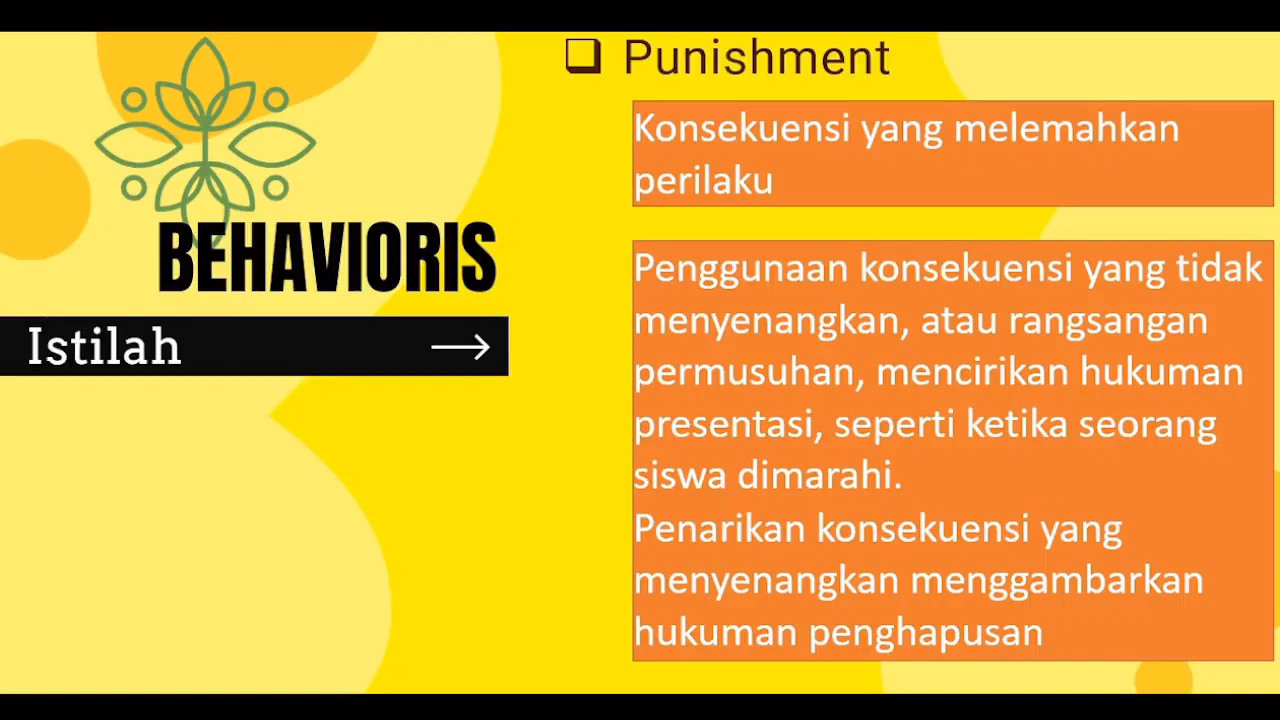 BEHAVIORIS
Istilah
Punishment
Konsekuensi yang melemahkan
perilaku
Penggunaan konsekuensi yang tidak
menyenangkan, atau rangsangan
permusuhan, mencirikan hukuman
presentasi, seperti ketika seorang
siswa dimarahi.
Penarikan konsekuensi yang
menyenangkan menggambarkan
hukuman penghapusan